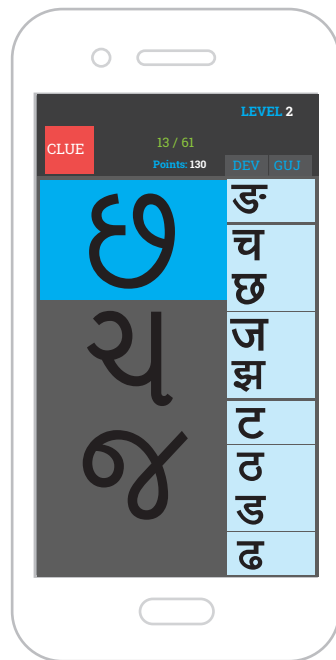 LEVEL 2
CLUE
13 / 61
Points: 130
DEV GUJ
છ
ચ
જ
ङ
च
छ
ज
झ
ट
ठ
ड
ढ